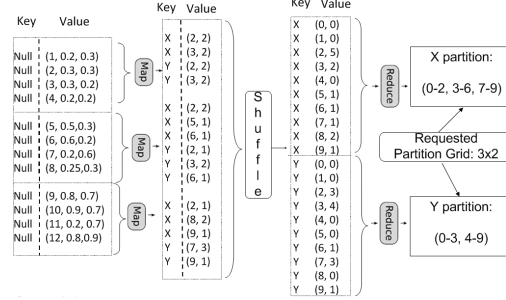 Key Value
Null (1, 0.2, 0.3)
Null (2, 0.3, 0.3)
Null (3, 0.3, 0.2)
Null (4, 0.2,0.2)
Null (5, 0.5,0.3)
Null (6, 0.6,0.2)
Null (7, 0.2,0.6)
Null (8, 0.25,0.3)
Null (9, 0.8, 0.7)
Null (10, 0.9, 0.7)
Null (11, 0.2, 0.7)
Null (12, 0.8,0.9)
Map
Map
Map
Key Value
X (2, 2)
X (3, 2)
Y (2, 2)
Y (3, 2)
X (2, 2)
X (5, 1)
X (6, 1)
Y (2, 1)
Y (3, 2)
Y (6, 1)
X (2, 1)
X (8, 2)
X (9, 1)
Y (7, 3)
Y (9, 1)
Shuffle
Key Value
X (0, 0)
X (1, 0)
X (2, 5)
X (3, 2)
X (4, 0)
X (5, 1)
X (6, 1)
X (7, 1)
X (8, 2)
X (9, 1)
Y (0, 0)
Y (1, 0)
Y (2, 3)
Y (3, 4)
Y (4, 0)
Y (5, 0)
Y (6, 1)
Y (7, 3)
Y (8, 0)
Y (9, 1)
Reduce
Reduce
X partition:
(0-2, 3-6, 7-9)
Requested
Partition Grid: 3x2
Y partition:
(0-3, 4-9)